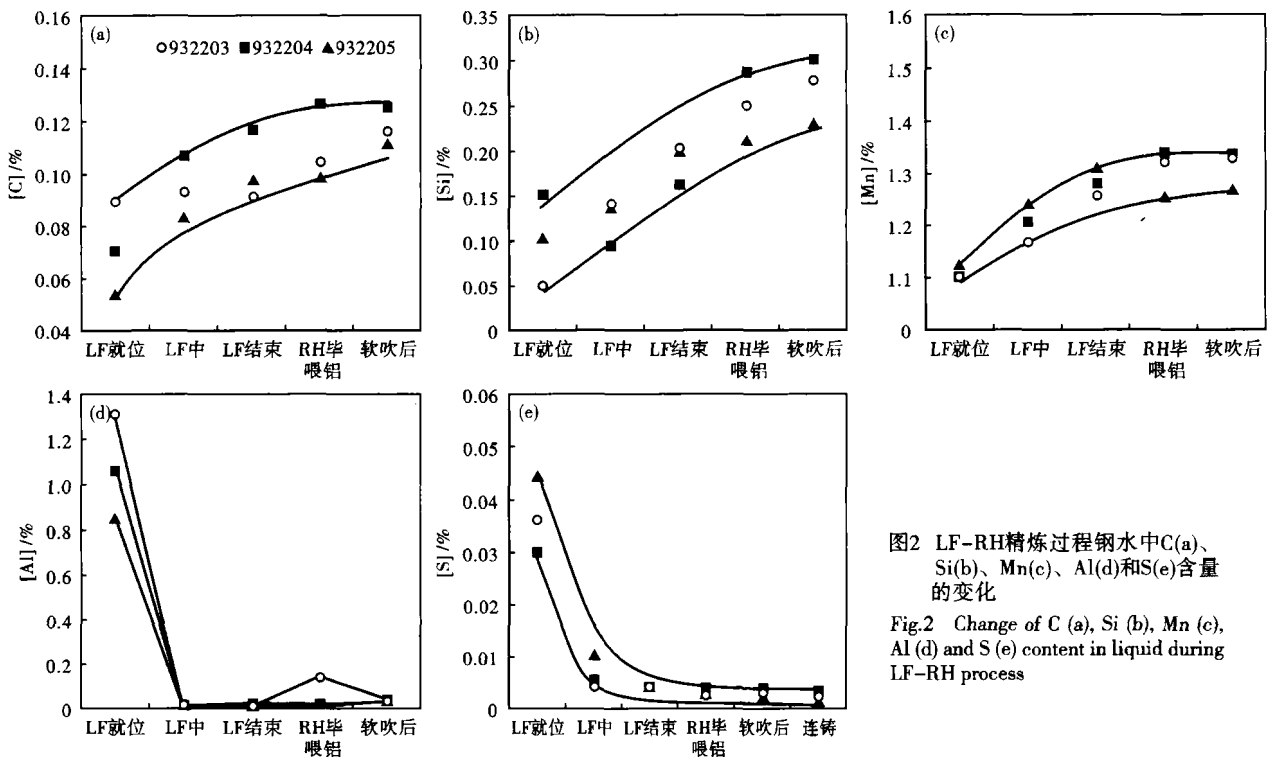 (a)
○932203 ■932204 ▲932205
[C]/%
0.16
0.14
0.12
0.10
0.08
0.06
0.04
LF就位 LF中 LF结束 RH毕 软吹后
喂铝
(b)
[Si]/%
0.35
0.30
0.25
0.20
0.15
0.10
0.05
0
LF就位 LF中 LF结束 RH毕 软吹后
喂铝
(c)
[Mn]/%
1.6
1.5
1.4
1.3
1.2
1.1
0
LF就位 LF中 LF结束 RH毕 软吹后
喂铝
(d)
[Al]/%
1.4
1.2
1.0
0.8
0.6
0.4
0.2
0
LF就位 LF中 LF结束 RH毕 软吹后
喂铝
(e)
[S]/%
0.06
0.05
0.04
0.03
0.02
0.01
0
LF就位 LF中 LF结束 RH毕 软吹后 连铸
喂铝
图2 LF-RH精炼过程钢水中C(a)、
Si(b)、Mn(c)、Al(d)和S(e)含量
的变化
Fig.2 Change of C (a), Si (b), Mn (c),
Al (d) and S (e) content in liquid during
LF-RH process